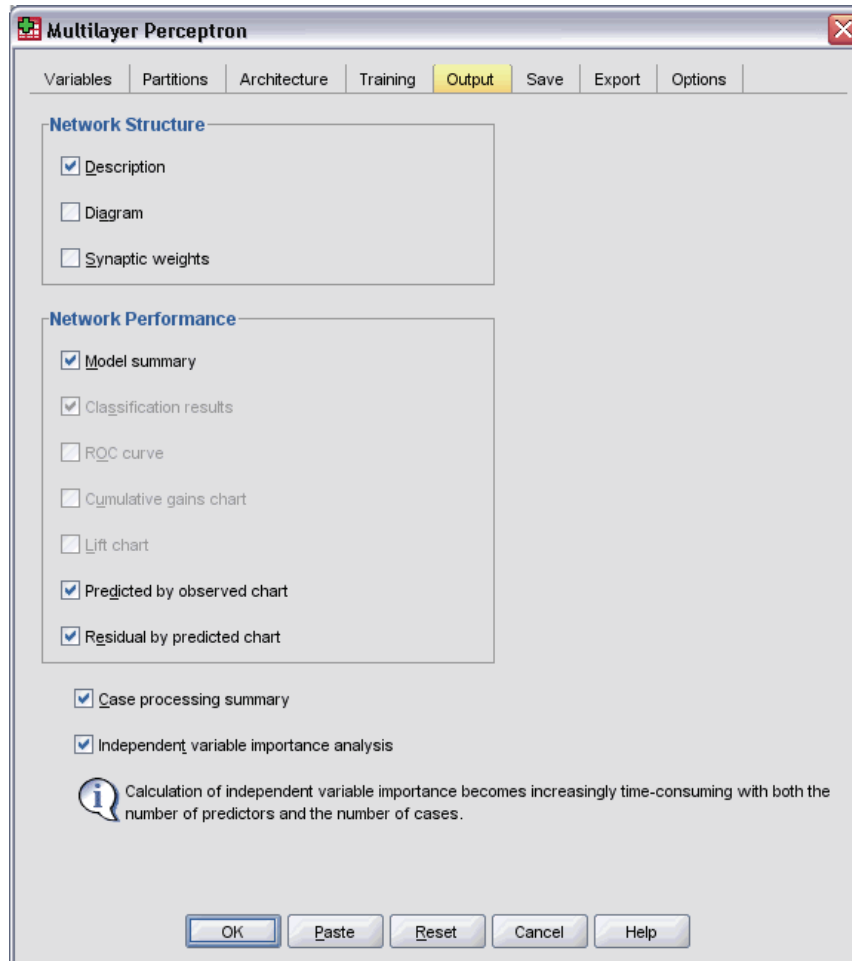 Multilayer Perceptron
Variables Partitions Architecture Training Output Save Export Options
Network Structure
Description
Diagram
Synaptic weights
Network Performance
Model summary
Classification results
ROC curve
Cumulative gains chart
Lift chart
Predicted by observed chart
Residual by predicted chart
Case processing summary
Independent variable importance analysis
Calculation of independent variable importance becomes increasingly time-consuming with both the
number of predictors and the number of cases.
OK Paste Reset Cancel Help